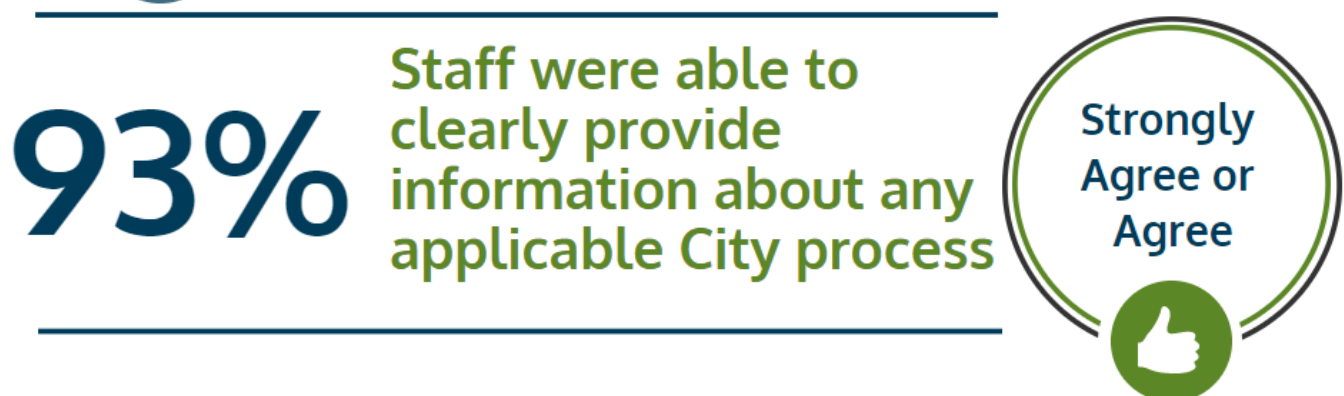 93%
Staff were able to
clearly provide
information about any
applicable City process
Strongly
Agree or
Agree